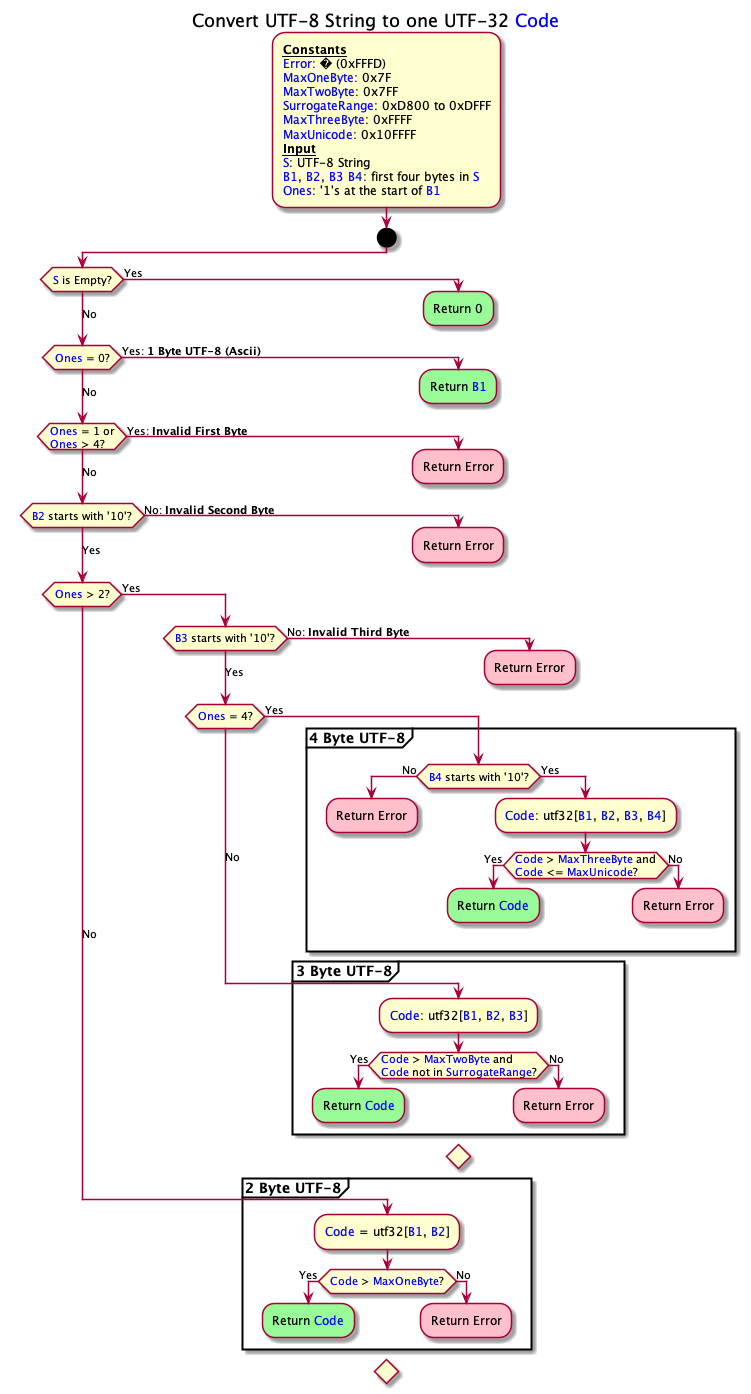 Convert UTF-8 String to one UTF-32 Code
Constants
Error: � (0xFFFD)
MaxOneByte: 0x7F
MaxTwoByte: 0x7FF
SurrogateRange: 0xD800 to 0xDFFF
MaxThreeByte: 0xFFFF
MaxUnicode: 0x10FFFF
Input
S: UTF-8 String
B1, B2, B3 B4: first four bytes in S
Ones: '1's at the start of B1
S is Empty?
Yes
Return 0
No
Ones = 0?
Yes: 1 Byte UTF-8 (Ascii)
Return B1
No
Ones = 1 or
Ones > 4?
Yes: Invalid First Byte
Return Error
No
B2 starts with '10'?
No: Invalid Second Byte
Return Error
Yes
Ones > 2?
Yes
B3 starts with '10'?
No: Invalid Third Byte
Return Error
Yes
Ones = 4?
Yes
4 Byte UTF-8
B4 starts with '10'?
No
Yes
Return Error
Code: utf32[B1, B2, B3, B4]
Code > MaxThreeByte and
Code <= MaxUnicode?
Yes
No
Return Code
Return Error
No
No
3 Byte UTF-8
Code: utf32[B1, B2, B3]
Code > MaxTwoByte and
Code not in SurrogateRange?
Yes
No
Return Code
Return Error
2 Byte UTF-8
Code = utf32[B1, B2]
Code > MaxOneByte?
Yes
No
Return Code
Return Error